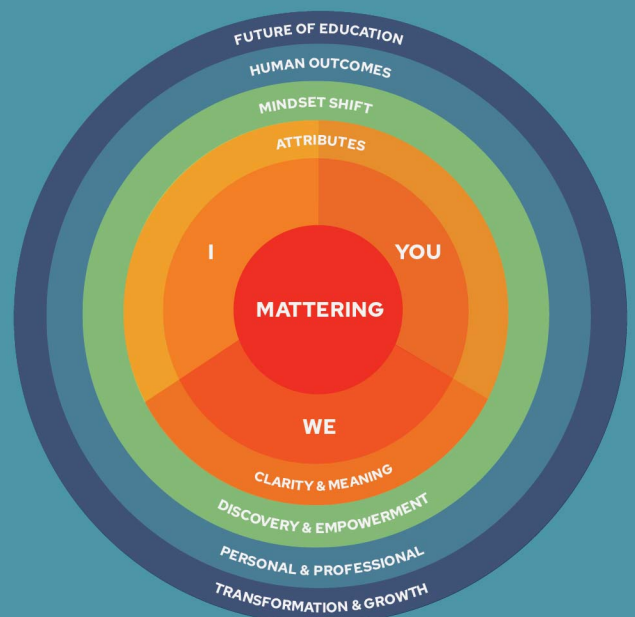 FUTURE OF EDUCATION
HUMAN OUTCOMES
MINDSET SHIFT
ATTRIBUTES
I
YOU
MATTERING
WE
CLARITY & MEANING
DISCOVERY & EMPOWERMENT
PERSONAL & PROFESSIONAL
TRANSFORMATION & GROWTH